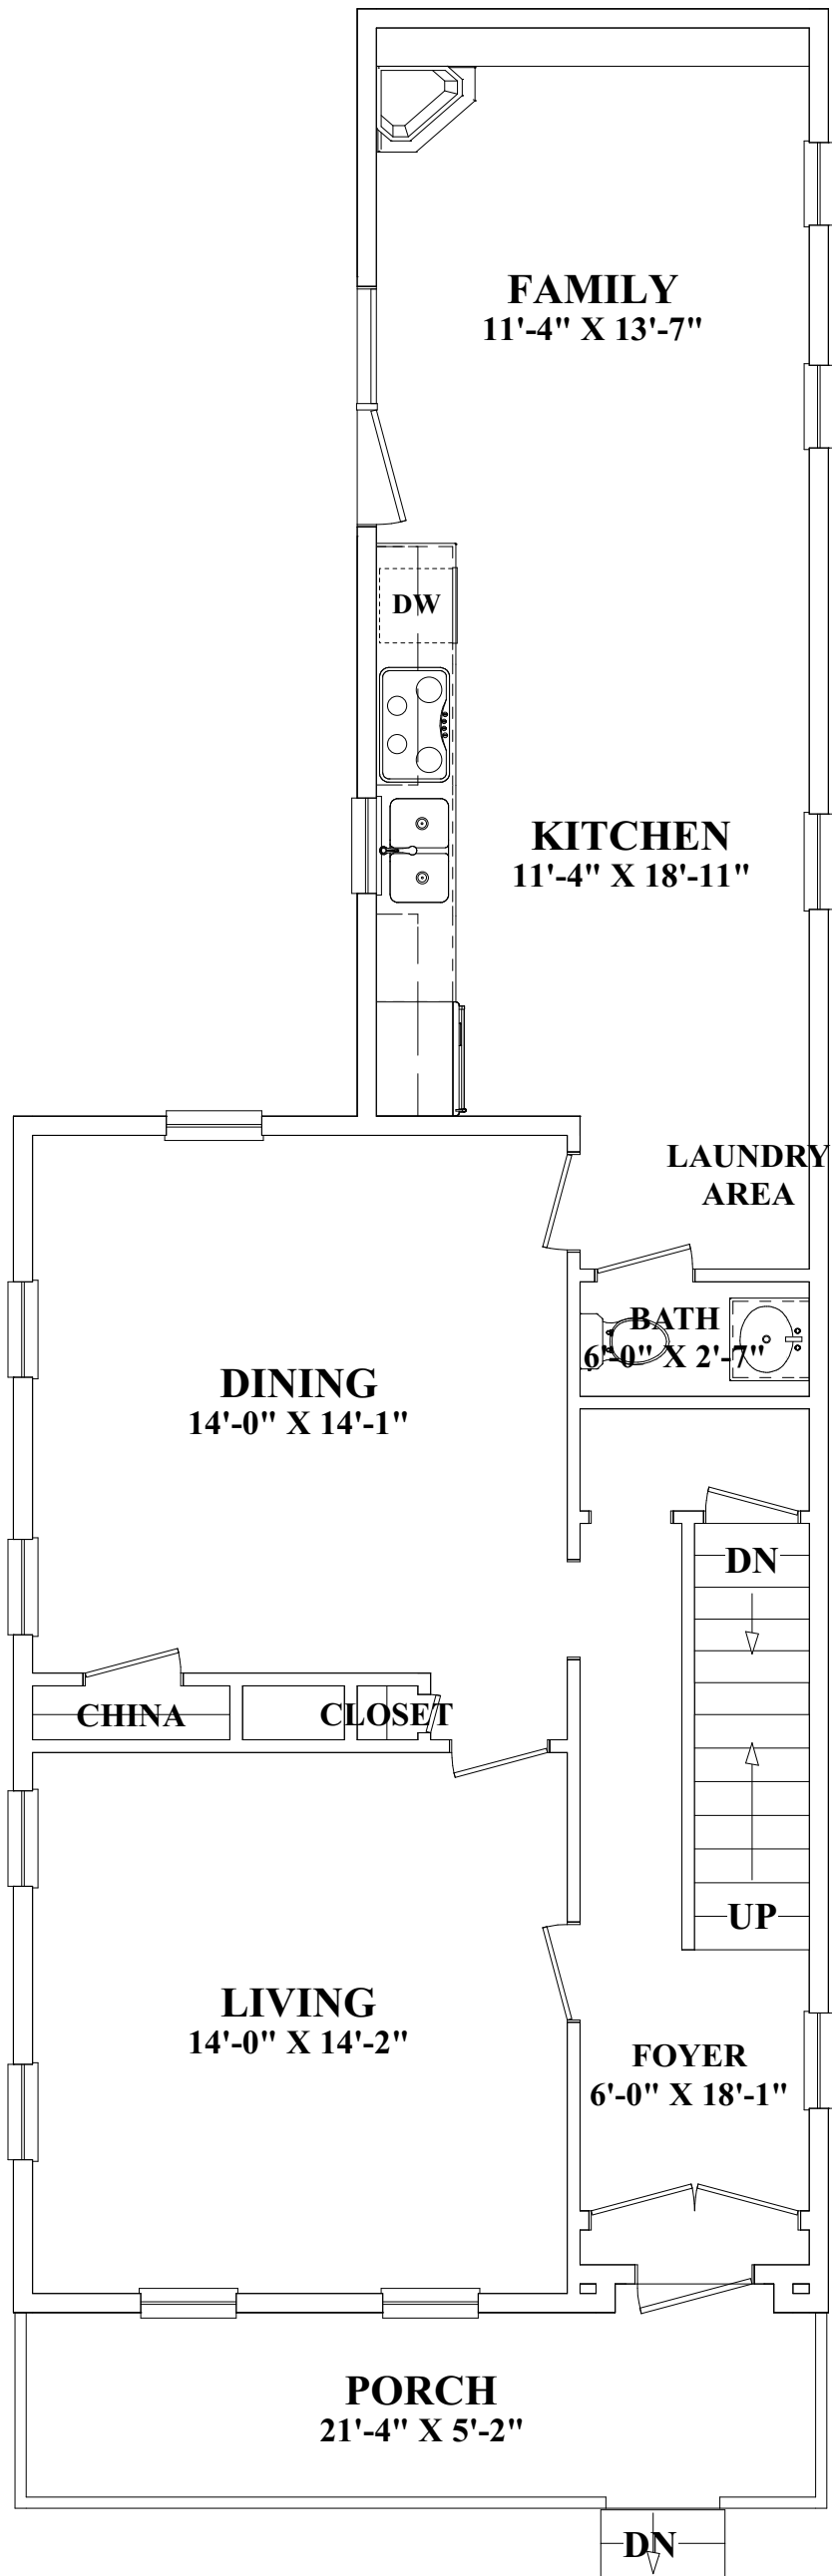 FAMILY
11'-4" X 13'-7"
DW
KITCHEN
11'-4" X 18'-11"
LAUNDRY
AREA
BATH
6'-0" X 2'-7"
DINING
14'-0" X 14'-1"
DN
CHINA
CLOSET
UP
LIVING
14'-0" X 14'-2"
FOYER
6'-0" X 18'-1"
PORCH
21'-4" X 5'-2"
DN